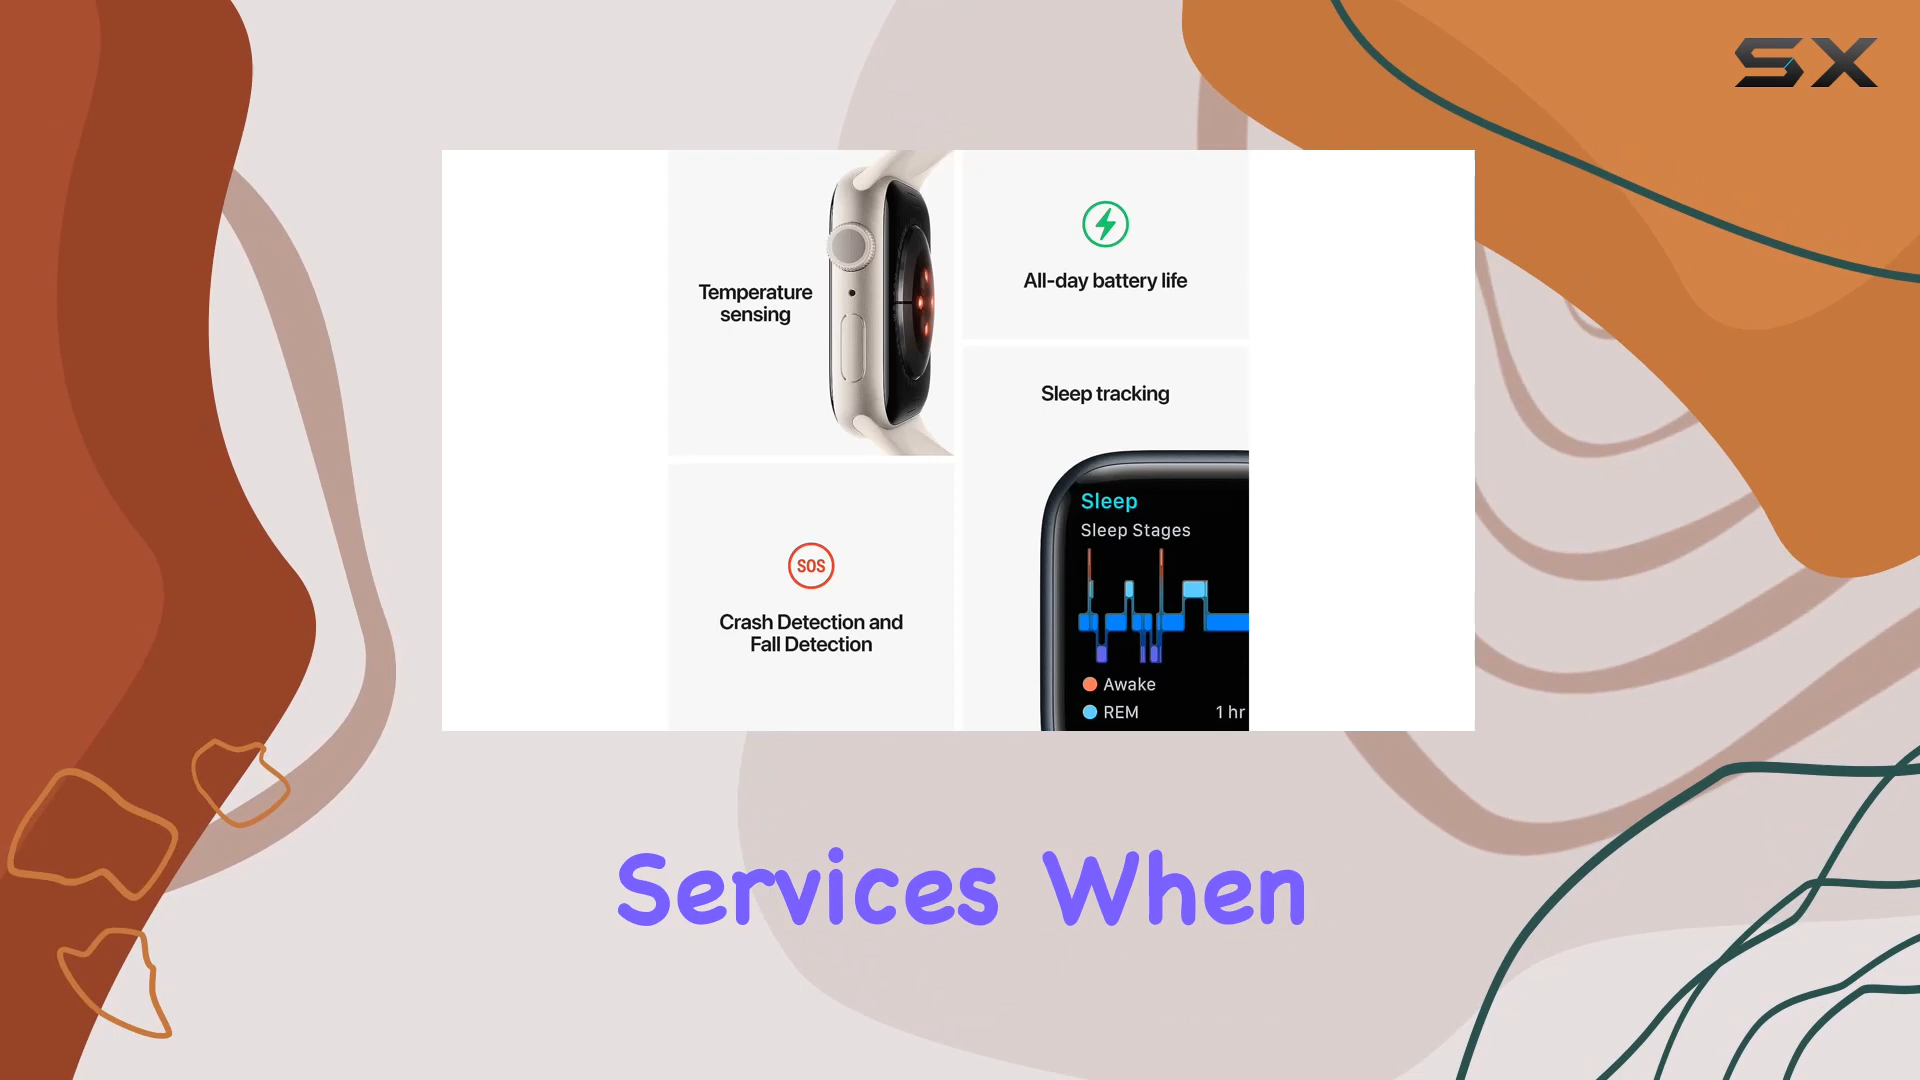 SX
Temperature
sensing
All-day battery life
Sleep tracking
SOS
Crash Detection and
Fall Detection
Sleep
Sleep Stages
Awake
REM 1 hr
Services When